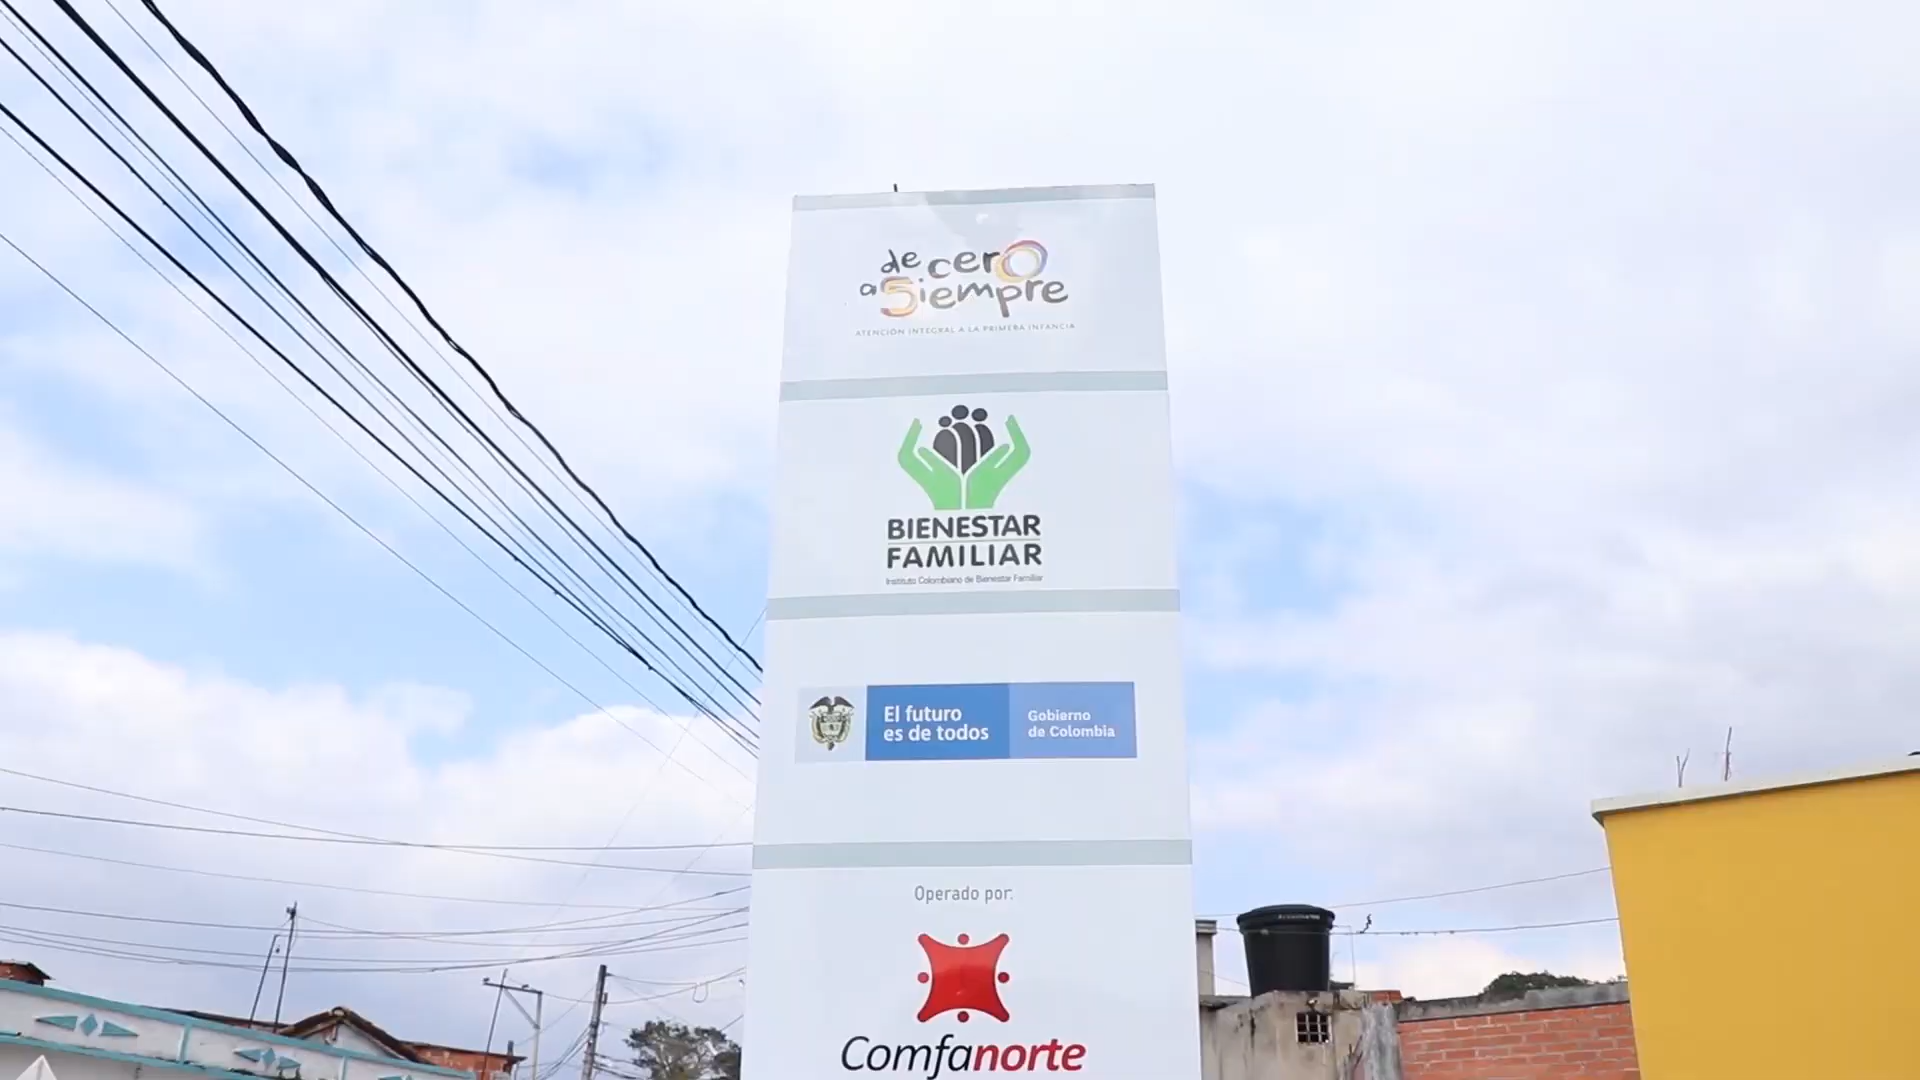 de cero
a Siempre
ATENCIÓN INTEGRAL A LA PRIMERA INFANCIA
BIENESTAR
FAMILIAR
Instituto Colombiano de Bienestar Familiar
El futuro
es de todos
Gobierno
de Colombia
Operado por:
Comfanorte